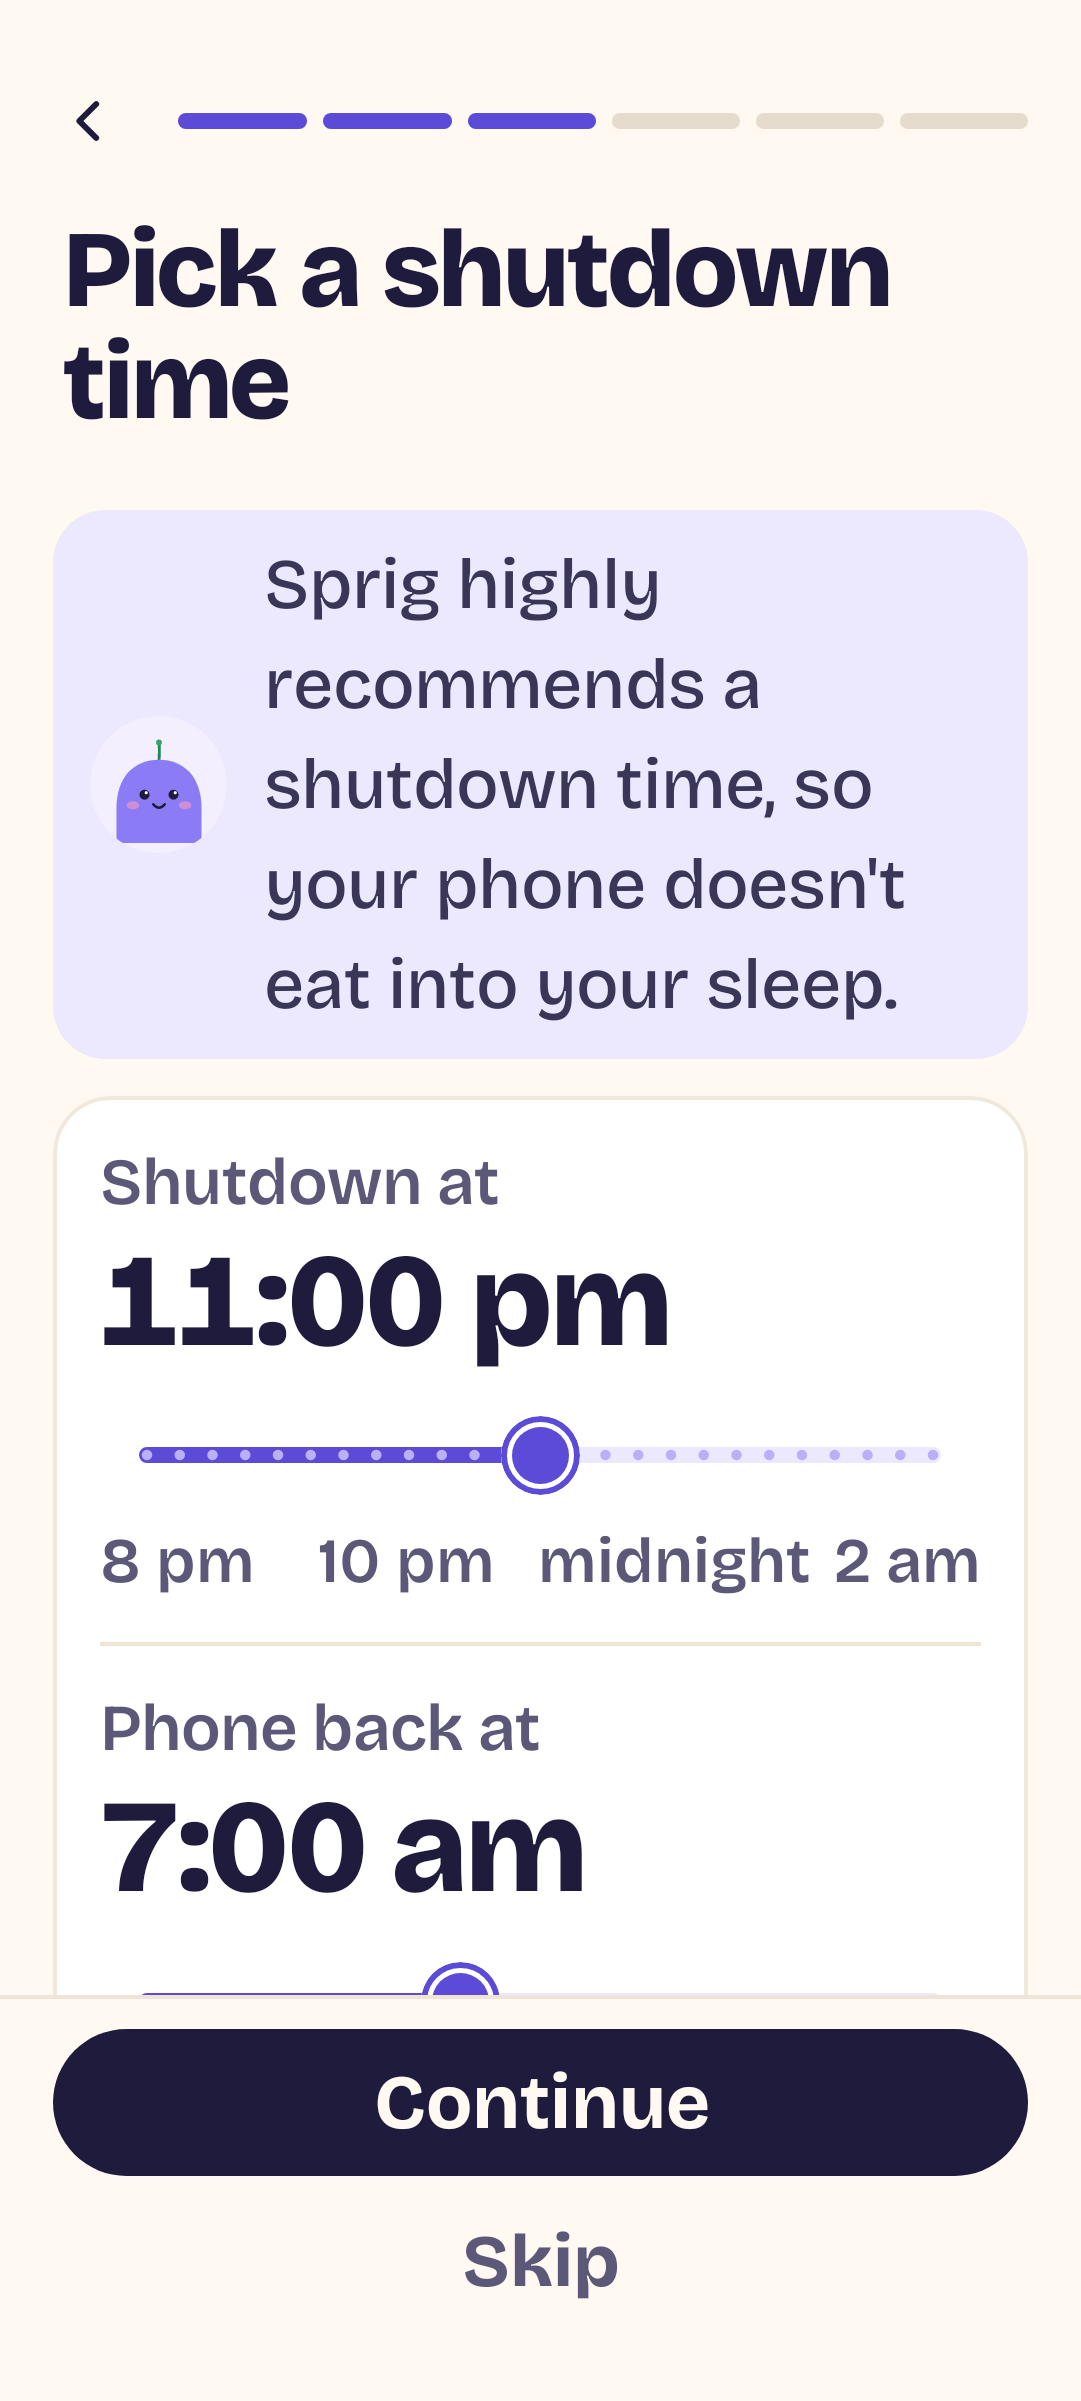 Pick a shutdown
time
Sprig highly
recommends a
shutdown time, so
your phone doesn't
eat into your sleep.
Shutdown at
11:00 pm
8 pm 10 pm midnight 2 am
Phone back at
7:00 am
Continue
Skip